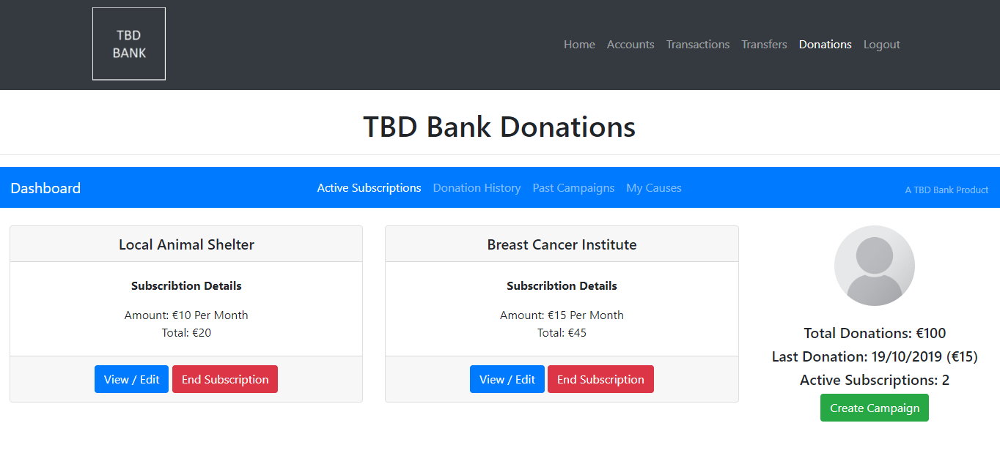 TBD
BANK
Home Accounts Transactions Transfers Donations Logout
TBD Bank Donations
Dashboard Active Subscriptions Donation History Past Campaigns My Causes A TBD Bank Product
Local Animal Shelter
Subscribtion Details
Amount: €10 Per Month
Total: €20
View / Edit End Subscription
Breast Cancer Institute
Subscribtion Details
Amount: €15 Per Month
Total: €45
View / Edit End Subscription
Total Donations: €100
Last Donation: 19/10/2019 (€15)
Active Subscriptions: 2
Create Campaign